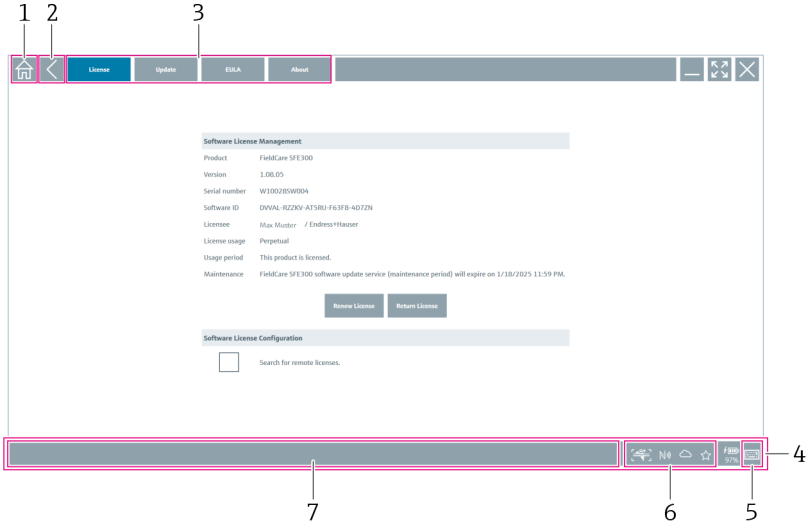 1 2 3
License Update EULA About
Software License Management
Product FieldCare SFE300
Version 1.08.05
Serial number W10028SW004
Software ID DVVAL-RZZKV-AT5RU-F63F8-4D7ZN
Licensee Max Muster / Endress+Hauser
License usage Perpetual
Usage period This product is licensed.
Maintenance FieldCare SFE300 software update service (maintenance period) will expire on 1/18/2025 11:59 PM.
Renew License Return License
Software License Configuration
Search for remote licenses.
N
97%
4
7 6 5